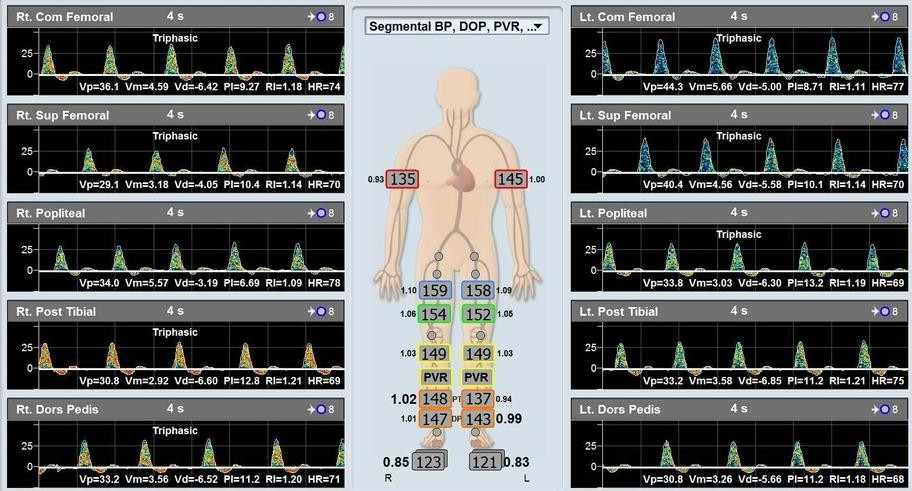 Rt. Com Femoral 4 s 8
Triphasic
25
0
Vp=36.1 Vm=4.59 Vd=-6.42 PI=9.27 RI=1.18 HR=74
Rt. Sup Femoral 4 s 8
Triphasic
25
0
Vp=29.1 Vm=3.18 Vd=-4.05 PI=10.4 RI=1.14 HR=70
Rt. Popliteal 4 s 8
25
0
Vp=34.0 Vm=5.57 Vd=-3.19 PI=6.69 RI=1.09 HR=78
Rt. Post Tibial 4 s 8
Triphasic
25
0
Vp=30.8 Vm=2.92 Vd=-6.60 PI=12.8 RI=1.21 HR=69
Rt. Dors Pedis 4 s 8
Triphasic
25
0
Vp=33.2 Vm=3.56 Vd=-6.52 PI=11.2 RI=1.20 HR=71
Segmental BP, DOP, PVR, ...
0.93 135 145 1.00
1.10 159 158 1.09
1.06 154 152 1.05
1.03 149 149 1.03
PVR PVR
1.02 148 PT 137 0.94
1.01 147 DP 143 0.99
0.85 123 121 0.83
R L
Lt. Com Femoral 4 s 8
Triphasic
25
0
Vp=44.3 Vm=5.66 Vd=-5.00 PI=8.71 RI=1.11 HR=77
Lt. Sup Femoral 4 s 8
Triphasic
25
0
Vp=40.4 Vm=4.56 Vd=-5.58 PI=10.1 RI=1.14 HR=70
Lt. Popliteal 4 s 8
Triphasic
25
0
Vp=33.8 Vm=3.03 Vd=-6.30 PI=13.2 RI=1.19 HR=71
Lt. Post Tibial 4 s 8
25
0
Vp=33.2 Vm=3.58 Vd=-6.85 PI=11.2 RI=1.21 HR=75
Lt. Dors Pedis 4 s 8
25
0
Vp=30.8 Vm=3.26 Vd=-5.66 PI=11.2 RI=1.18 HR=68